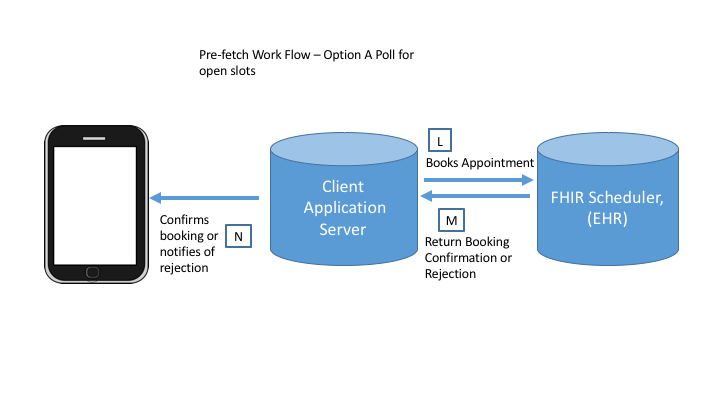 Pre-fetch Work Flow – Option A Poll for
open slots
L
Books Appointment
Client
Application
Server
FHIR Scheduler,
(EHR)
M
Return Booking
Confirmation or
Rejection
Confirms
booking or
notifies of
rejection
N